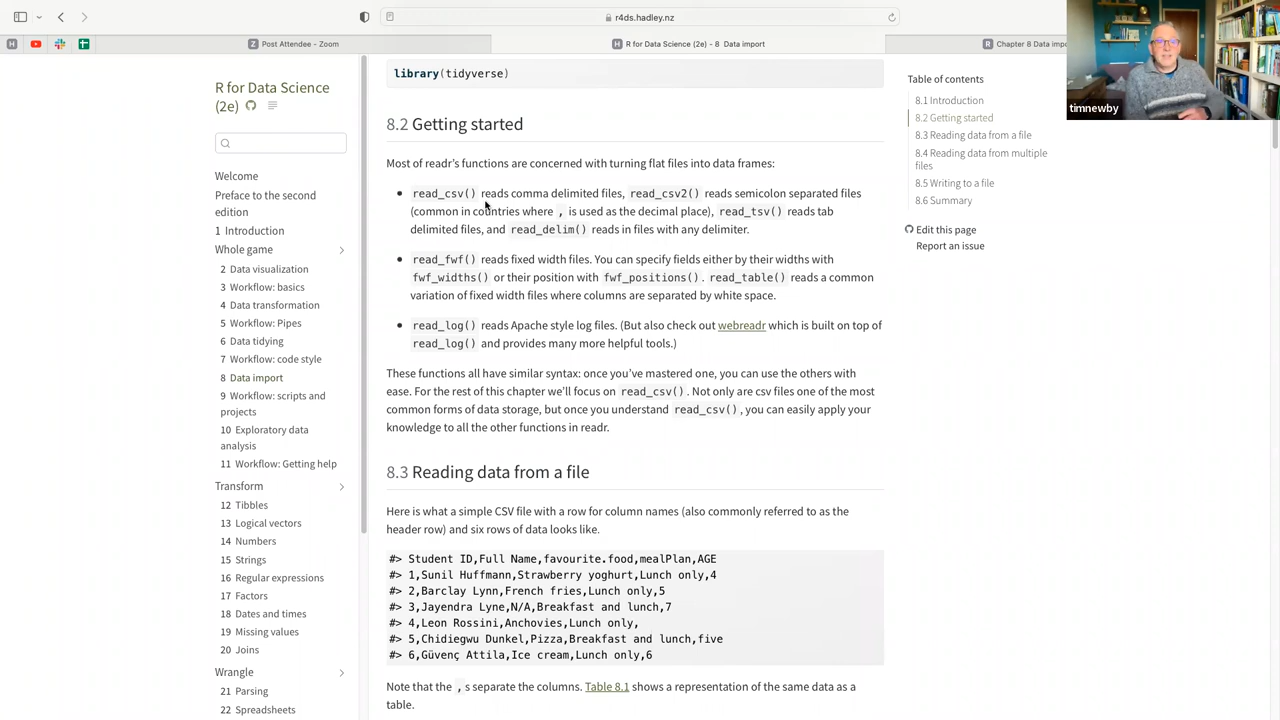 r4ds.hadley.nz
H
Z Post Attendee - Zoom
H R for Data Science (2e) - 8 Data import
R Chapter 8 Data impo
timnewby
R for Data Science
(2e)
Welcome
Preface to the second
edition
1 Introduction
Whole game
2 Data visualization
3 Workflow: basics
4 Data transformation
5 Workflow: Pipes
6 Data tidying
7 Workflow: code style
8 Data import
9 Workflow: scripts and
projects
10 Exploratory data
analysis
11 Workflow: Getting help
Transform
12 Tibbles
13 Logical vectors
14 Numbers
15 Strings
16 Regular expressions
17 Factors
18 Dates and times
19 Missing values
20 Joins
Wrangle
21 Parsing
22 Spreadsheets
library(tidyverse)
8.2 Getting started
Most of readr’s functions are concerned with turning flat files into data frames:
• read_csv() reads comma delimited files, read_csv2() reads semicolon separated files
(common in countries where , is used as the decimal place), read_tsv() reads tab
delimited files, and read_delim() reads in files with any delimiter.
• read_fwf() reads fixed width files. You can specify fields either by their widths with
fwf_widths() or their position with fwf_positions(). read_table() reads a common
variation of fixed width files where columns are separated by white space.
• read_log() reads Apache style log files. (But also check out webreadr which is built on top of
read_log() and provides many more helpful tools.)
These functions all have similar syntax: once you’ve mastered one, you can use the others with
ease. For the rest of this chapter we’ll focus on read_csv(). Not only are csv files one of the most
common forms of data storage, but once you understand read_csv(), you can easily apply your
knowledge to all the other functions in readr.
8.3 Reading data from a file
Here is what a simple CSV file with a row for column names (also commonly referred to as the
header row) and six rows of data looks like.
#> Student ID,Full Name,favourite.food,mealPlan,AGE
#> 1,Sunil Huffmann,Strawberry yoghurt,Lunch only,4
#> 2,Barclay Lynn,French fries,Lunch only,5
#> 3,Jayendra Lyne,N/A,Breakfast and lunch,7
#> 4,Leon Rossini,Anchovies,Lunch only,
#> 5,Chidiegwu Dunkel,Pizza,Breakfast and lunch,five
#> 6,Güvenç Attila,Ice cream,Lunch only,6
Note that the ,s separate the columns. Table 8.1 shows a representation of the same data as a
table.
Table of contents
8.1 Introduction
8.2 Getting started
8.3 Reading data from a file
8.4 Reading data from multiple
files
8.5 Writing to a file
8.6 Summary
Edit this page
Report an issue